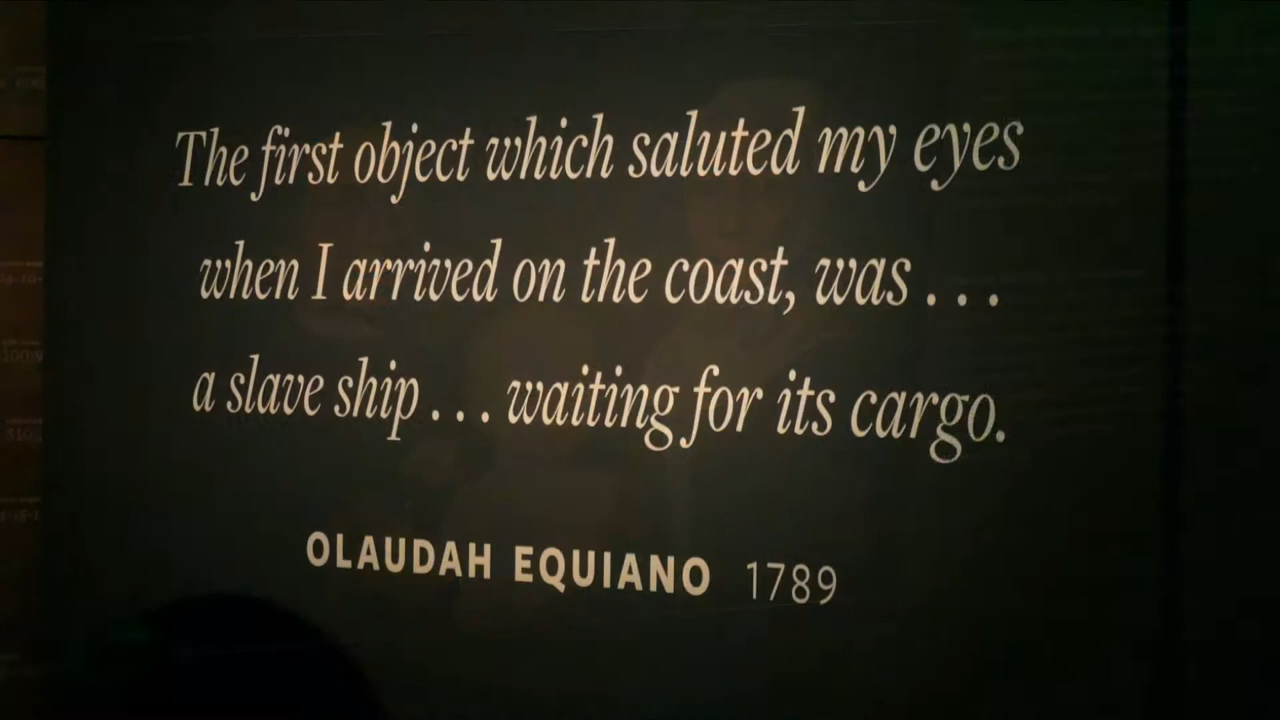 The first object which saluted my eyes
when I arrived on the coast, was . . .
a slave ship . . . waiting for its cargo.
OLAUDAH EQUIANO 1789